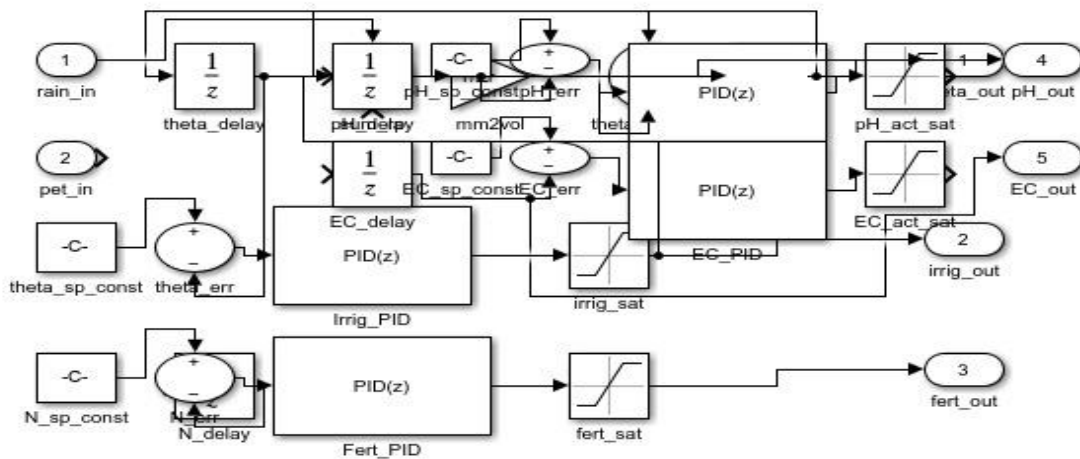 1
rain_in
1
z
theta_delay
1
z
-C-
pH_sp_const
+
−
pH_err
mm2vol
theta
PID(z)
pH_act_sat
1
4
pH_out
2
pet_in
1
z
EC_delay
-C-
EC_sp_const
+
−
EC_err
PID(z)
EC_PID
EC_act_sat
5
EC_out
-C-
theta_sp_const
+
−
theta_err
PID(z)
Irrig_PID
irrig_sat
2
irrig_out
-C-
N_sp_const
+
−
N_err
N_delay
PID(z)
Fert_PID
fert_sat
3
fert_out